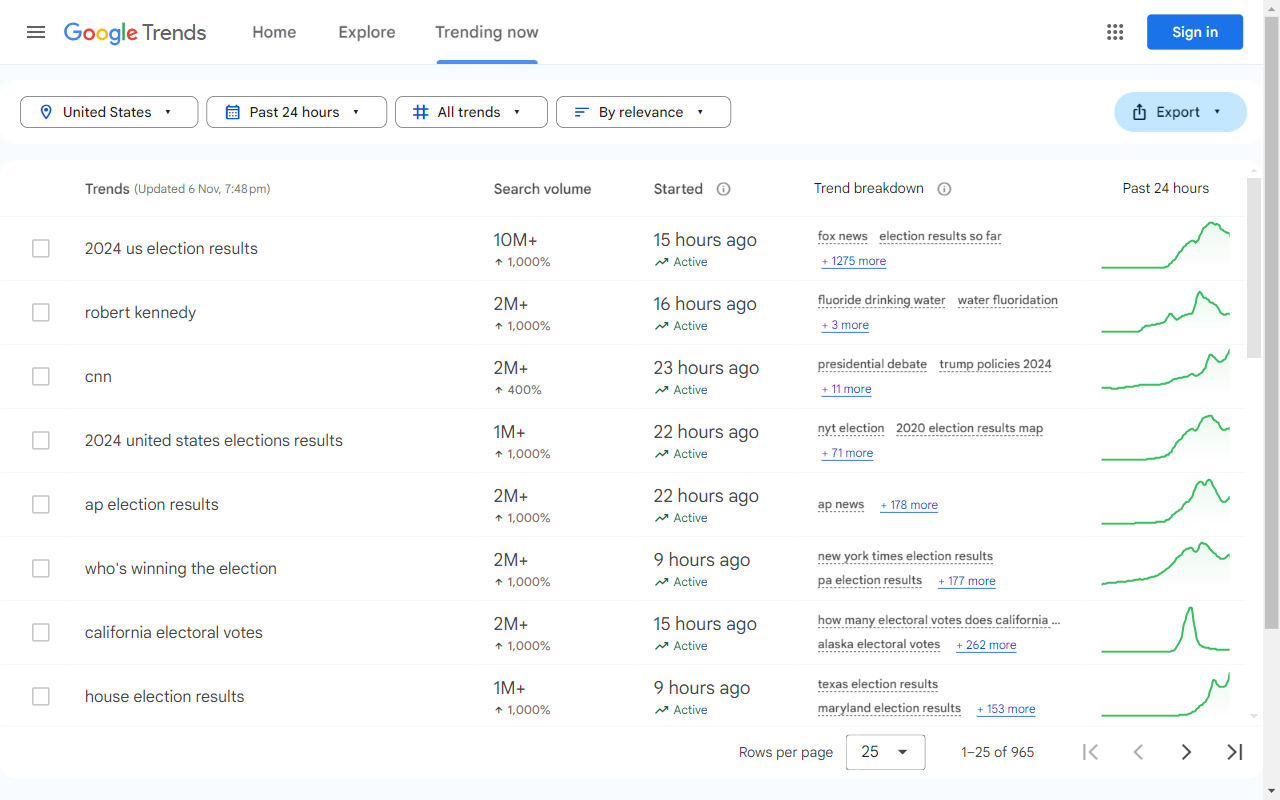 Google Trends
Home
Explore
Trending now
Sign in
United States
Past 24 hours
All trends
By relevance
Export
Trends (Updated 6 Nov, 7:48 pm)
Search volume
Started
Trend breakdown
Past 24 hours
2024 us election results
10M+
1,000%
15 hours ago
Active
fox news
election results so far
+ 1275 more
robert kennedy
2M+
1,000%
16 hours ago
Active
fluoride drinking water
water fluoridation
+ 3 more
cnn
2M+
400%
23 hours ago
Active
presidential debate
trump policies 2024
+ 11 more
2024 united states elections results
1M+
1,000%
22 hours ago
Active
nyt election
2020 election results map
+ 71 more
ap election results
2M+
1,000%
22 hours ago
Active
ap news
+ 178 more
who's winning the election
2M+
1,000%
9 hours ago
Active
new york times election results
pa election results
+ 177 more
california electoral votes
2M+
1,000%
15 hours ago
Active
how many electoral votes does california ...
alaska electoral votes
+ 262 more
house election results
1M+
1,000%
9 hours ago
Active
texas election results
maryland election results
+ 153 more
Rows per page
25
1–25 of 965